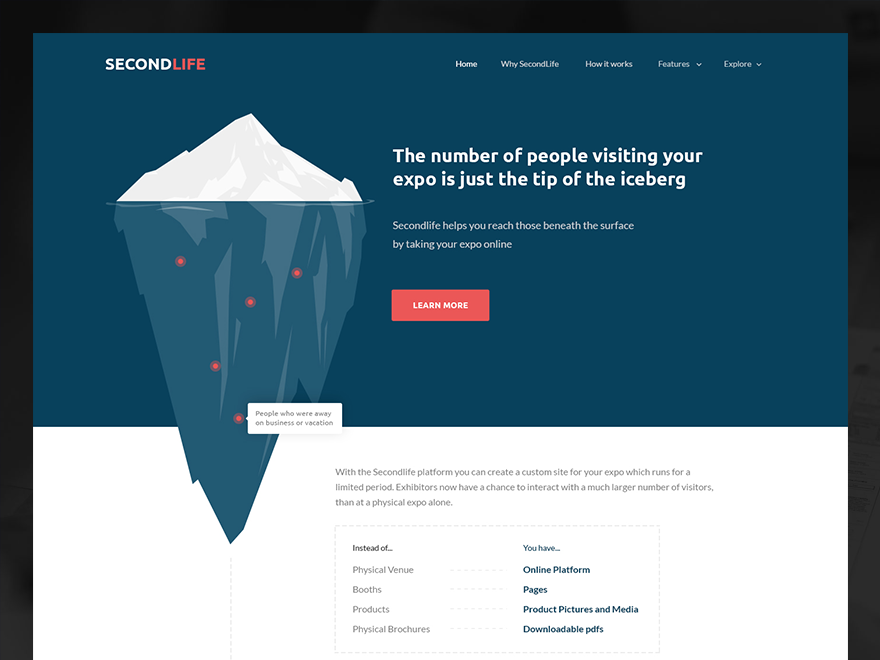 SECONDLIFE
Home Why SecondLife How it works Features Explore
The number of people visiting your
expo is just the tip of the iceberg
Secondlife helps you reach those beneath the surface
by taking your expo online
LEARN MORE
People who were away
on business or vacation
With the Secondlife platform you can create a custom site for your expo which runs for a
limited period. Exhibitors now have a chance to interact with a much larger number of visitors,
than at a physical expo alone.
Instead of... You have...
Physical Venue Online Platform
Booths Pages
Products Product Pictures and Media
Physical Brochures Downloadable pdfs